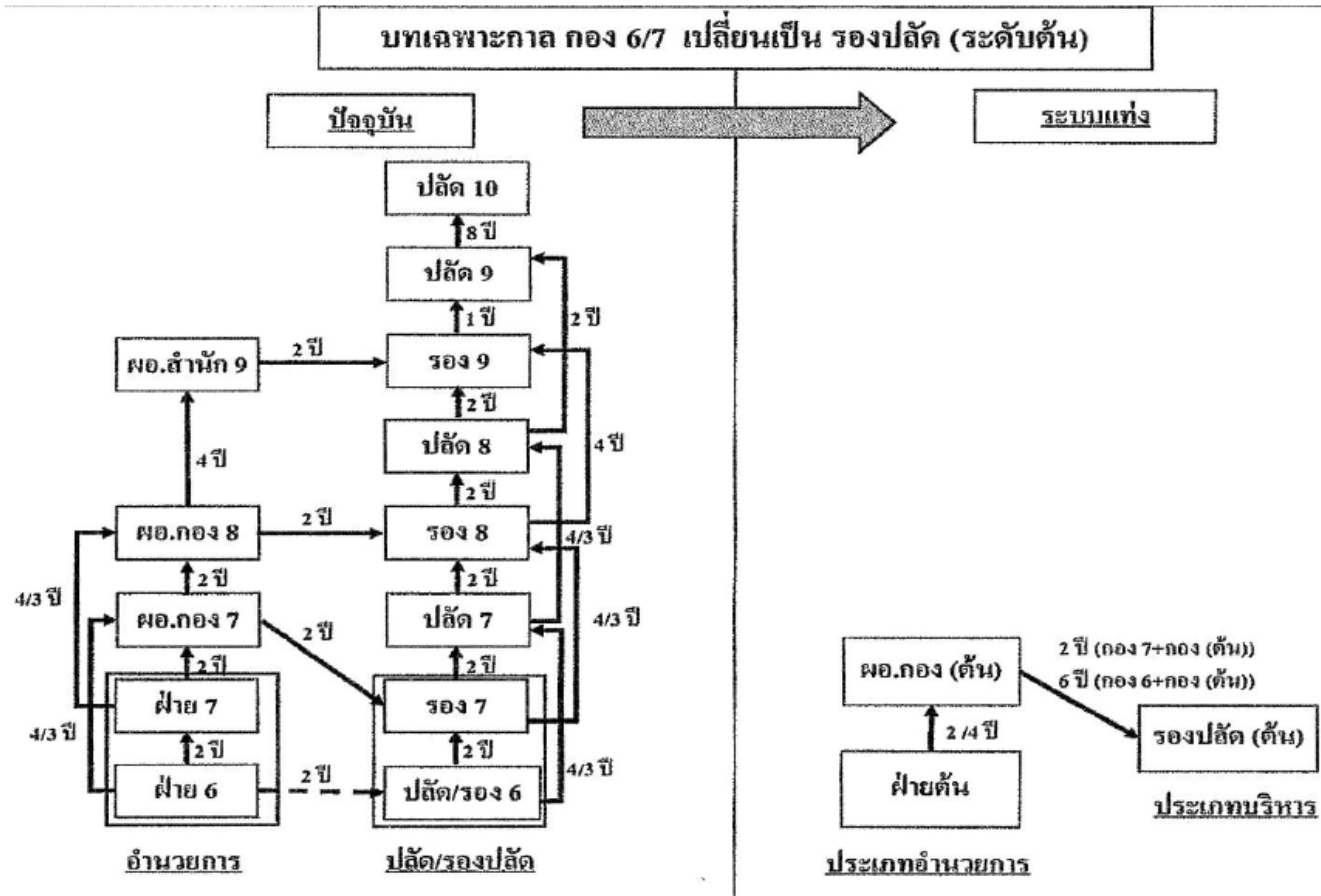 บทเฉพาะกาล กอง 6/7 เปลี่ยนเป็น รองปลัด (ระดับต้น)
ปัจจุบัน
ระบบแท่ง
ปลัด 10
8 ปี
ปลัด 9
1 ปี
2 ปี
ผอ.สำนัก 9
2 ปี
รอง 9
2 ปี
4 ปี
ปลัด 8
4 ปี
2 ปี
ผอ.กอง 8
2 ปี
รอง 8
4/3 ปี
4/3 ปี
2 ปี
2 ปี
ผอ.กอง 7
2 ปี
ปลัด 7
4/3 ปี
2 ปี
2 ปี
ฝ่าย 7
รอง 7
4/3 ปี
2 ปี
2 ปี
4/3 ปี
ฝ่าย 6
2 ปี
ปลัด/รอง 6
อำนวยการ
ปลัด/รองปลัด
ผอ.กอง (ต้น)
2 ปี (กอง 7+กอง (ต้น))
6 ปี (กอง 6+กอง (ต้น))
2 /4 ปี
รองปลัด (ต้น)
ฝ่ายต้น
ประเภทบริหาร
ประเภทอำนวยการ